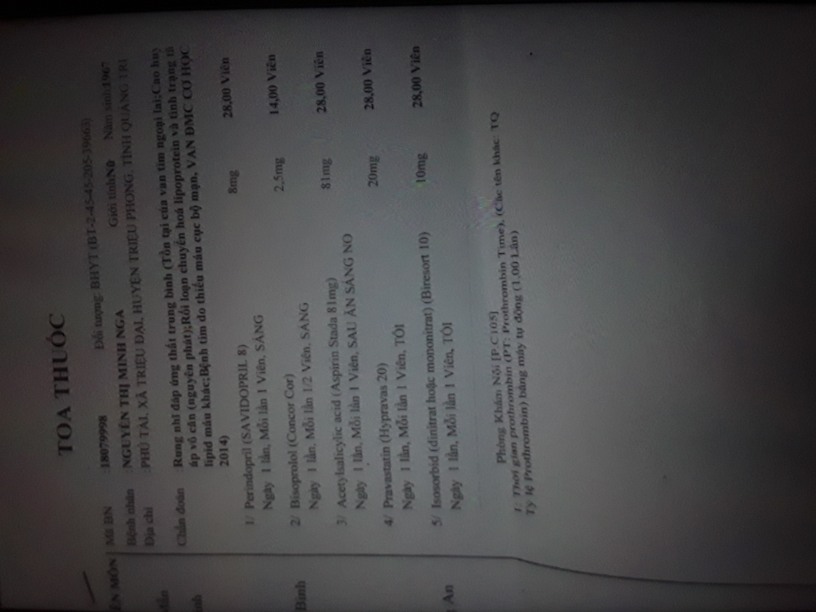 TOA THUỐC
ÊN MÔN
Mã BN :18079998 Đối tượng: BHYT
Bệnh nhân :NGUYỄN THỊ MINH NGA Giới tính:Nữ Năm sinh:1967
Địa chỉ :PHÚ TÀI, XÃ TRIỆU ĐẠI, HUYỆN TRIỆU PHONG, TỈNH QUẢNG TRỊ
Chẩn đoán Rung nhĩ đáp ứng thất trung bình (Tồn tại của van tim ngoại lai;Cao huy
áp vô căn (nguyên phát);Rối loạn chuyển hoá lipoprotein và tình trạng tă
lipid máu khác;Bệnh tim do thiếu máu cục bộ mạn, VAN ĐMC CƠ HỌC
2014)
1/ Perindopril (SAVIDOPRIL 8) 8mg 28,00 Viên
Ngày 1 lần, Mỗi lần 1 Viên, SÁNG
2/ Bisoprolol (Concor Cor) 2,5mg 14,00 Viên
Ngày 1 lần, Mỗi lần 1/2 Viên, SÁNG
3/ Acetylsalicylic acid (Aspirin Stada 81mg) 81mg 28,00 Viên
Ngày 1 lần, Mỗi lần 1 Viên, SAU ĂN SÁNG NO
4/ Pravastatin (Hypravas 20) 20mg 28,00 Viên
Ngày 1 lần, Mỗi lần 1 Viên, TỐI
5/ Isosorbid (dinitrat hoặc mononitrat) (Biresort 10) 10mg 28,00 Viên
Ngày 1 lần, Mỗi lần 1 Viên, TỐI
Bình
An
Phòng Khám Nội [P.C105]
1: Thời gian prothrombin (PT: Prothrombin Time), (Các tên khác: TQ
Tỷ lệ Prothrombin) bằng máy tự động (1,00 Lần)